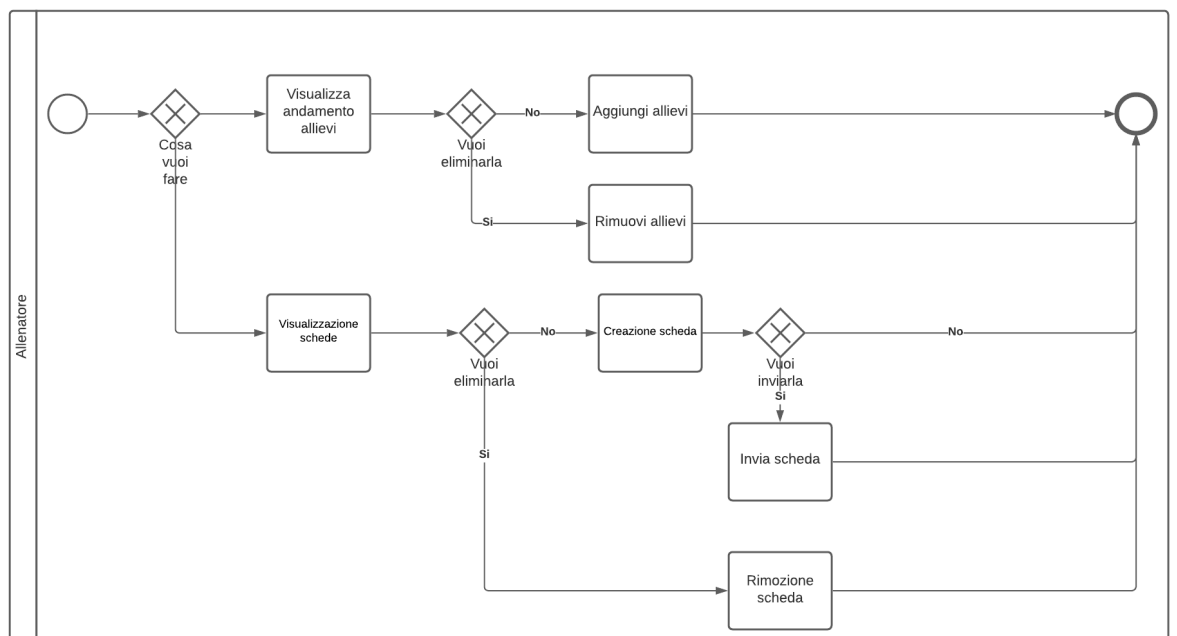 Allenatore
Cosa
vuoi
fare
Visualizza
andamento
allievi
Vuoi
eliminarla
No
Aggiungi allievi
Si
Rimuovi allievi
Visualizzazione
schede
Vuoi
eliminarla
No
Creazione scheda
Vuoi
inviarla
No
Si
Invia scheda
Si
Rimozione
scheda